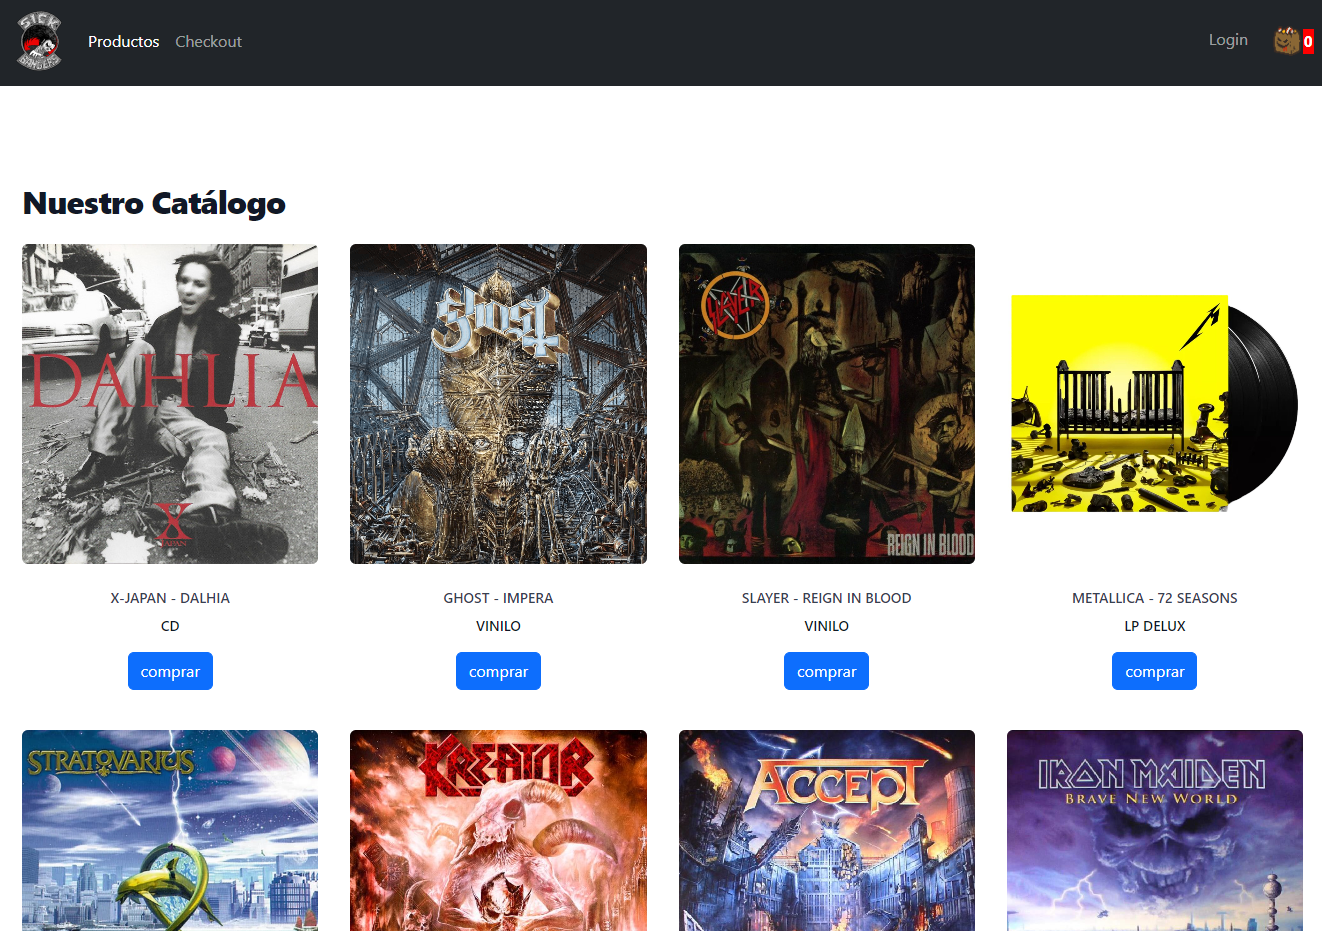 SICK
BANGERS
Productos Checkout Login 0
Nuestro Catálogo
DAHLIA
X
JAPAN
Ghost
SLAYER
REIGN IN BLOOD
X-JAPAN - DALHIA
CD
comprar
GHOST - IMPERA
VINILO
comprar
SLAYER - REIGN IN BLOOD
VINILO
comprar
METALLICA - 72 SEASONS
LP DELUX
comprar
STRATOVARIUS
KREATOR
ACCEPT
IRON MAIDEN
BRAVE NEW WORLD